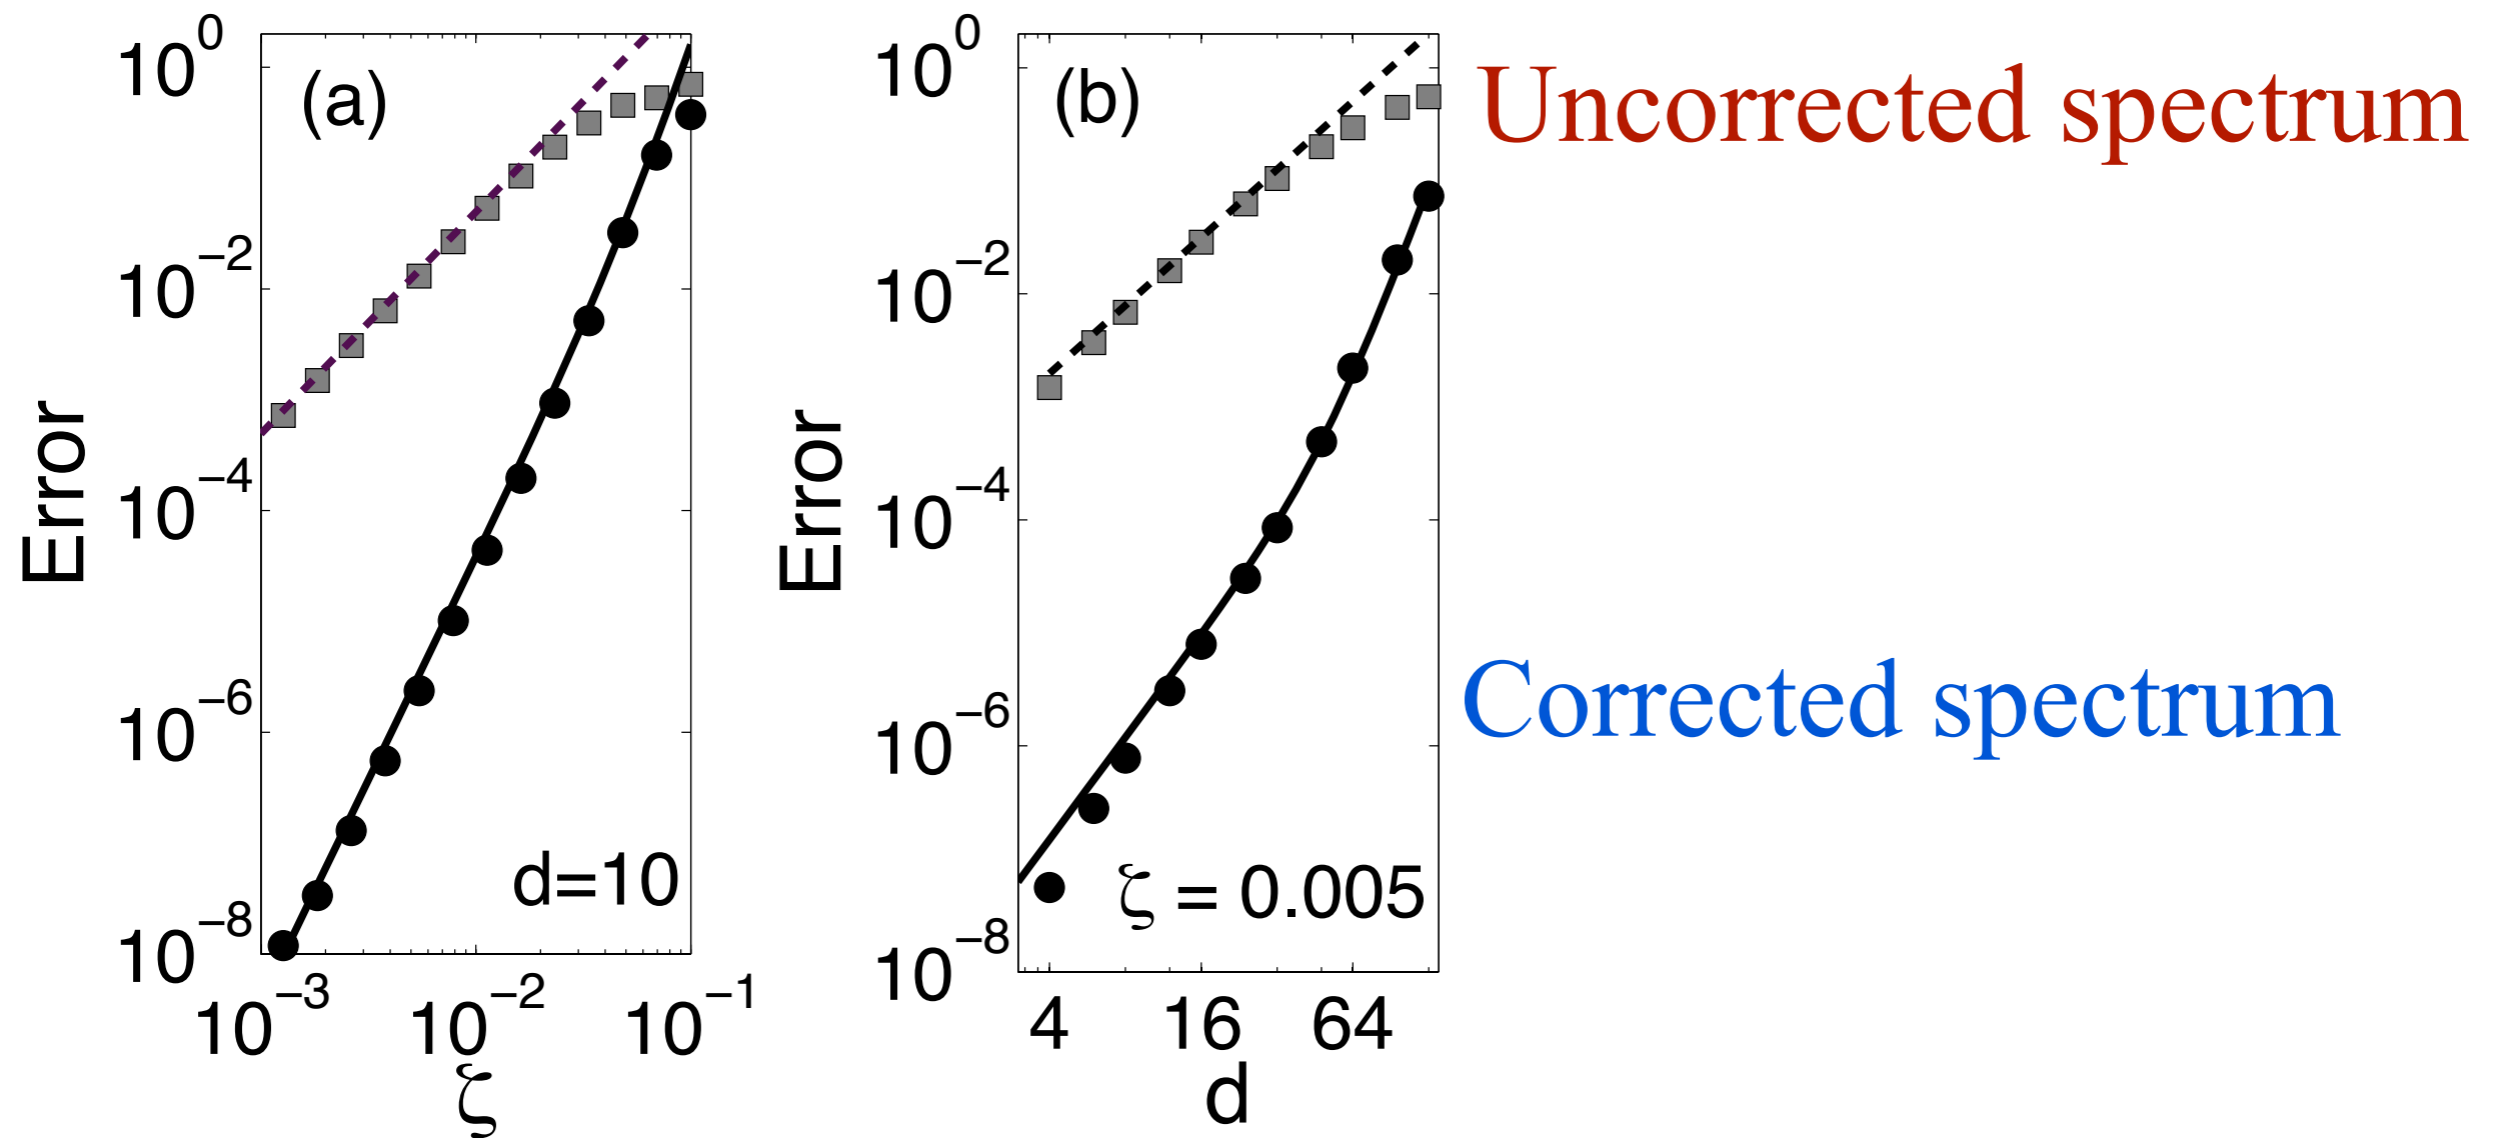 (a)
Error
10^0
10^−2
10^−4
10^−6
10^−8
10^−3
10^−2
10^−1
ζ
d=10
(b)
Error
10^0
10^−2
10^−4
10^−6
10^−8
4
16
64
d
ζ = 0.005
Uncorrected spectrum
Corrected spectrum